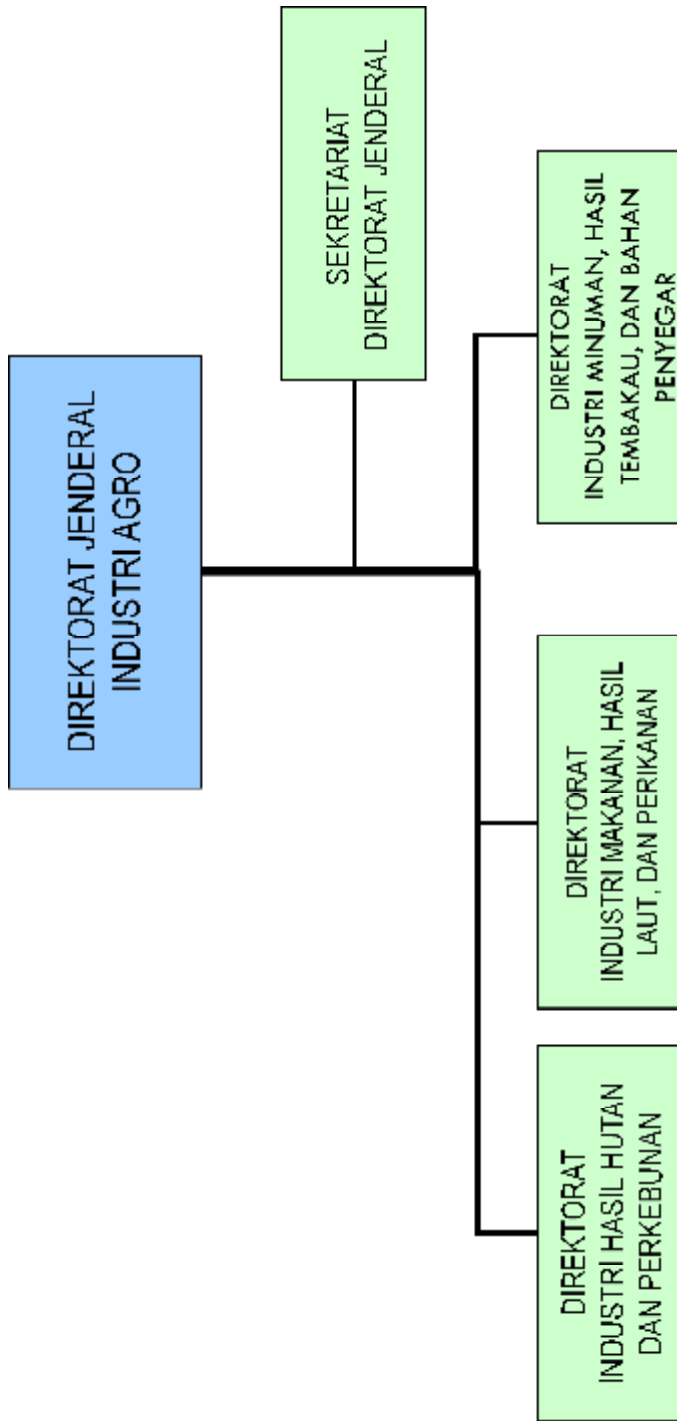 DIREKTORAT JENDERAL
INDUSTRI AGRO
SEKRETARIAT
DIREKTORAT JENDERAL
DIREKTORAT
INDUSTRI HASIL HUTAN
DAN PERKEBUNAN
DIREKTORAT
INDUSTRI MAKANAN, HASIL
LAUT, DAN PERIKANAN
DIREKTORAT
INDUSTRI MINUMAN, HASIL
TEMBAKAU, DAN BAHAN
PENYEGAR